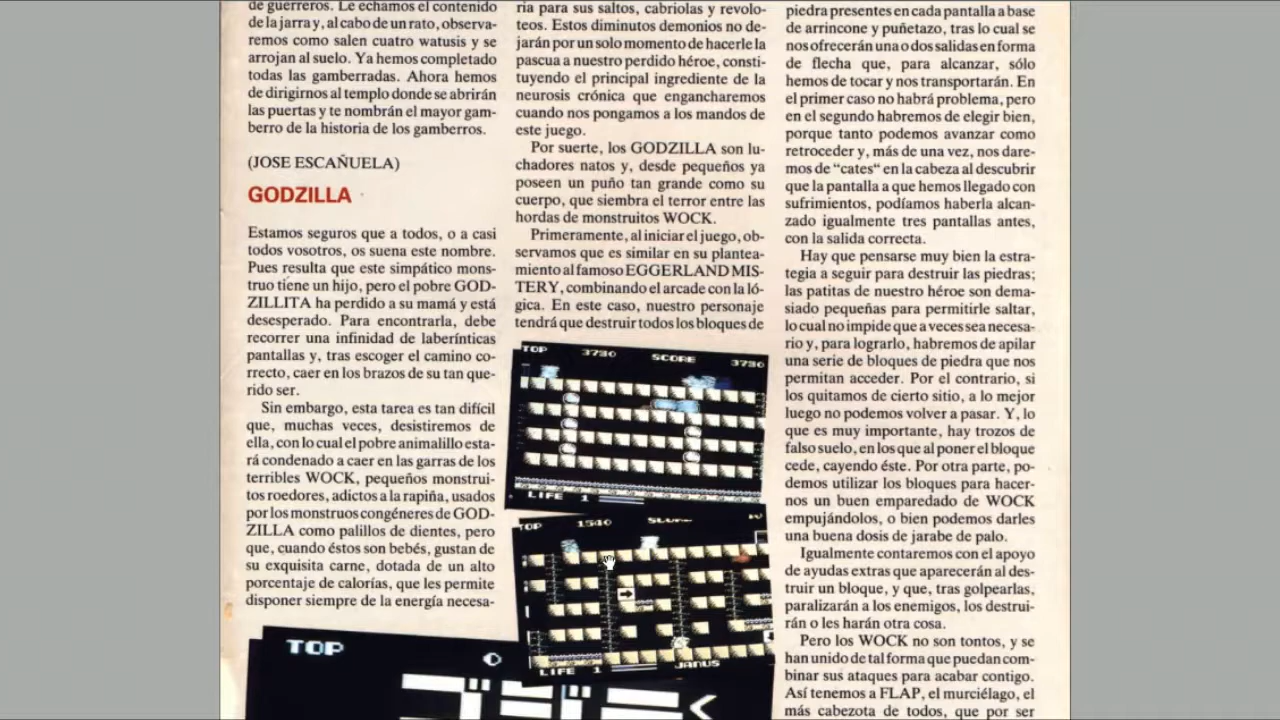 de guerreros. Le echamos el contenido
de la jarra y, al cabo de un rato, observa-
remos como salen cuatro watusis y se
arrojan al suelo. Ya hemos completado
todas las gamberradas. Ahora hemos
de dirigirnos al templo donde se abrirán
las puertas y te nombrán el mayor gam-
berro de la historia de los gamberros.
(JOSE ESCAÑUELA)
GODZILLA
Estamos seguros que a todos, o a casi
todos vosotros, os suena este nombre.
Pues resulta que este simpático mons-
truo tiene un hijo, pero el pobre GOD-
ZILLITA ha perdido a su mamá y está
desesperado. Para encontrarla, debe
recorrer una infinidad de laberínticas
pantallas y, tras escoger el camino co-
rrecto, caer en los brazos de su tan que-
rido ser.
Sin embargo, esta tarea es tan difícil
que, muchas veces, desistiremos de
ella, con lo cual el pobre animalillo esta-
rá condenado a caer en las garras de los
terribles WOCK, pequeños monstrui-
tos roedores, adictos a la rapiña, usados
por los monstruos congéneres de GOD-
ZILLA como palillos de dientes, pero
que, cuando éstos son bebés, gustan de
su exquisita carne, dotada de un alto
porcentaje de calorías, que les permite
disponer siempre de la energía necesa-
ria para sus saltos, cabriolas y revolo-
teos. Estos diminutos demonios no de-
jarán por un solo momento de hacerle la
pascua a nuestro perdido héroe, consti-
tuyendo el principal ingrediente de la
neurosis crónica que engancharemos
cuando nos pongamos a los mandos de
este juego.
Por suerte, los GODZILLA son lu-
chadores natos y, desde pequeños ya
poseen un puño tan grande como su
cuerpo, que siembra el terror entre las
hordas de monstruitos WOCK.
Primeramente, al iniciar el juego, ob-
servamos que es similar en su plantea-
miento al famoso EGGERLAND MIS-
TERY, combinando el arcade con la ló-
gica. En este caso, nuestro personaje
tendrá que destruir todos los bloques de
piedra presentes en cada pantalla a base
de arrincone y puñetazo, tras lo cual se
nos ofrecerán una o dos salidas en forma
de flecha que, para alcanzar, sólo
hemos de tocar y nos transportarán. En
el primer caso no habrá problema, pero
en el segundo habremos de elegir bien,
porque tanto podemos avanzar como
retroceder y, más de una vez, nos dare-
mos de “cates“ en la cabeza al descubrir
que la pantalla a que hemos llegado con
sufrimientos, podíamos haberla alcan-
zado igualmente tres pantallas antes,
con la salida correcta.
Hay que pensarse muy bien la estra-
tegia a seguir para destruir las piedras;
las patitas de nuestro héroe son dema-
siado pequeñas para permitirle saltar,
lo cual no impide que a veces sea necesa-
rio y, para lograrlo, habremos de apilar
una serie de bloques de piedra que nos
permitan acceder. Por el contrario, si
los quitamos de cierto sitio, a lo mejor
luego no podemos volver a pasar. Y, lo
que es muy importante, hay trozos de
falso suelo, en los que al poner el bloque
cede, cayendo éste. Por otra parte, po-
demos utilizar los bloques para hacer-
nos un buen emparedado de WOCK
empujándolos, o bien podemos darles
una buena dosis de jarabe de palo.
Igualmente contaremos con el apoyo
de ayudas extras que aparecerán al des-
truir un bloque, y que, tras golpearlas,
paralizarán a los enemigos, los destrui-
rán o les harán otra cosa.
Pero los WOCK no son tontos, y se
han unido de tal forma que puedan com-
binar sus ataques para acabar contigo.
Así tenemos a FLAP, el murciélago, el
más cabezota de todos, que por ser
TOP 3730 SCORE 3730
LIFE 1
TOP 1540
LIFE 1 JANUS
TOP 0